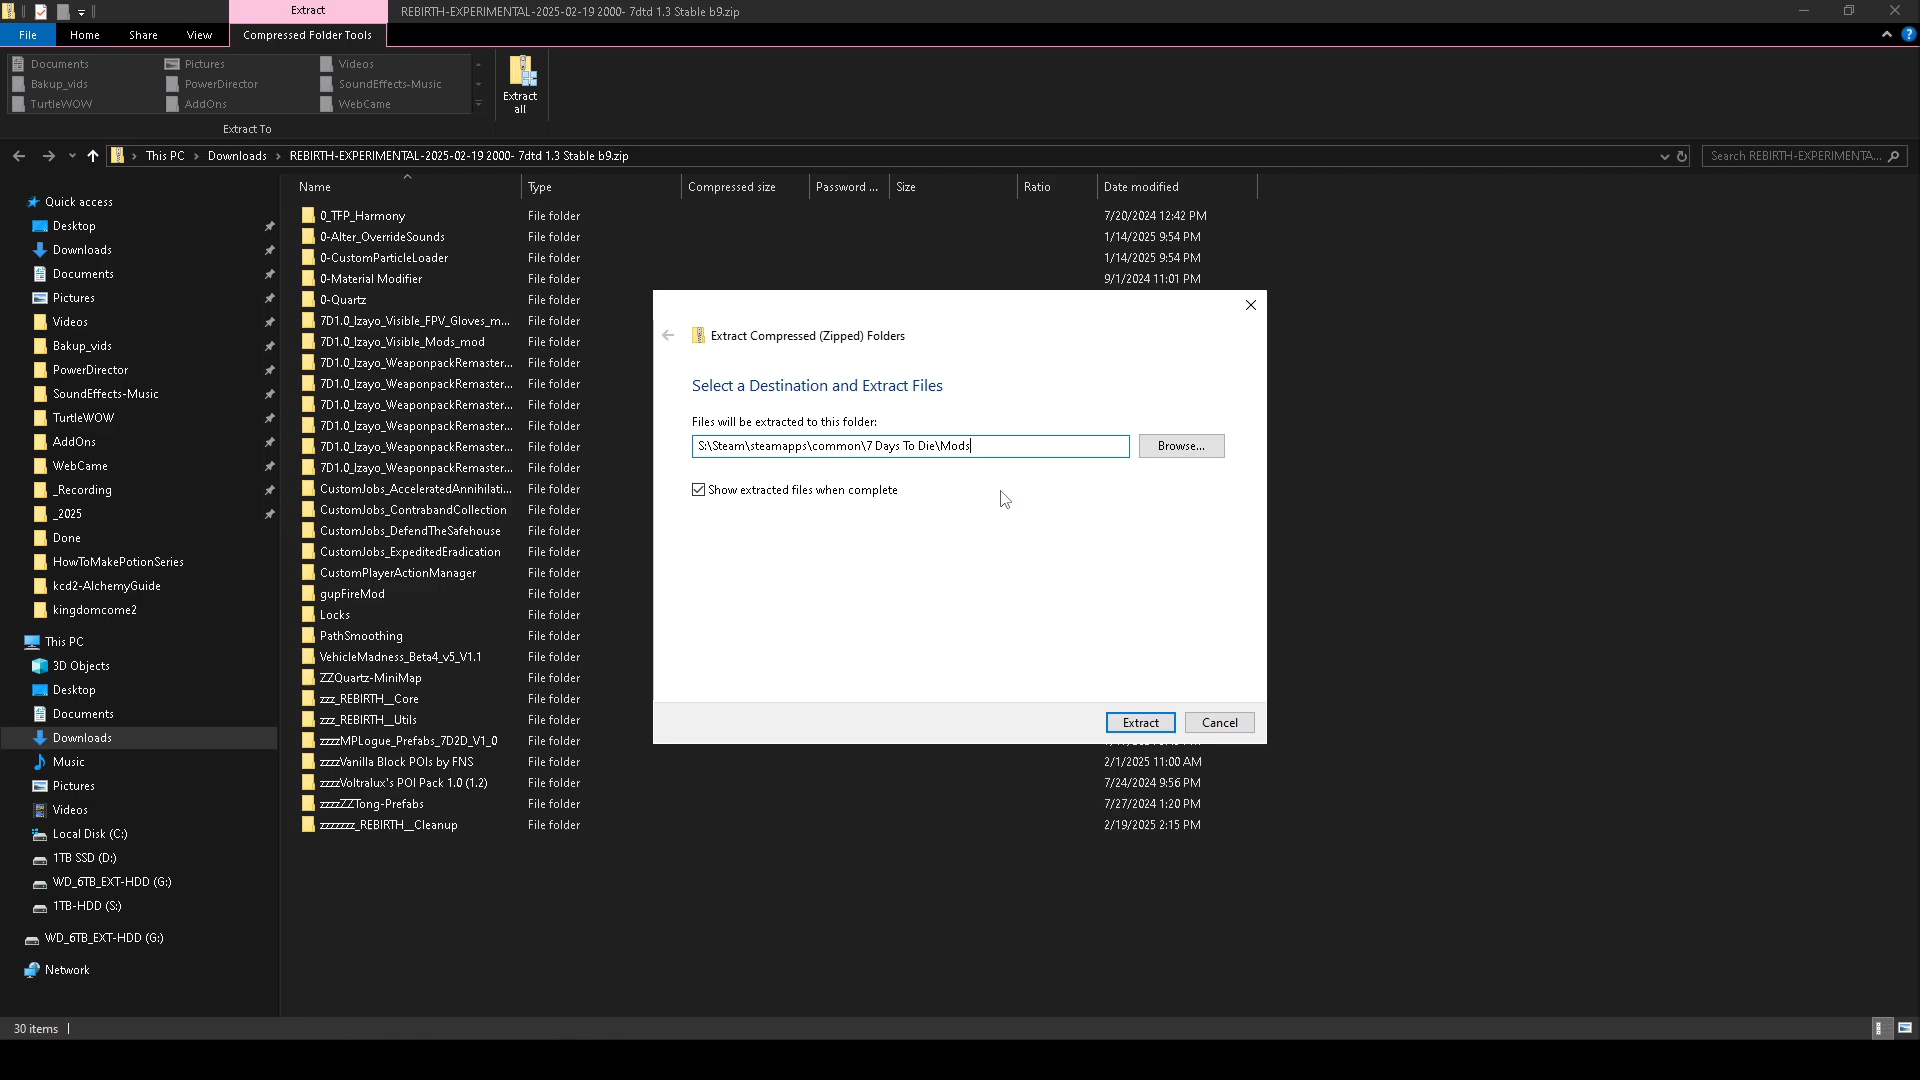 Extract
REBIRTH-EXPERIMENTAL-2025-02-19 2000- 7dtd 1.3 Stable b9.zip
File
Home
Share
View
Compressed Folder Tools
Documents
Pictures
Videos
Bakup_vids
PowerDirector
SoundEffects-Music
TurtleWOW
AddOns
WebCame
Extract all
Extract To
This PC > Downloads > REBIRTH-EXPERIMENTAL-2025-02-19 2000- 7dtd 1.3 Stable b9.zip
Search REBIRTH-EXPERIMENTA...
Quick access
Desktop
Downloads
Documents
Pictures
Videos
Bakup_vids
PowerDirector
SoundEffects-Music
TurtleWOW
AddOns
WebCame
_Recording
_2025
Done
HowToMakePotionSeries
kcd2-AlchemyGuide
kingdomcome2
This PC
3D Objects
Desktop
Documents
Downloads
Music
Pictures
Videos
Local Disk (C:)
1TB SSD (D:)
WD_6TB_EXT-HDD (G:)
1TB-HDD (S:)
WD_6TB_EXT-HDD (G:)
Network
Name Type Compressed size Password ... Size Ratio Date modified
0_TFP_Harmony File folder 7/20/2024 12:42 PM
0-Alter_OverrideSounds File folder 1/14/2025 9:54 PM
0-CustomParticleLoader File folder 1/14/2025 9:54 PM
0-Material Modifier File folder 9/1/2024 11:01 PM
0-Quartz File folder
7D1.0_Izayo_Visible_FPV_Gloves_m... File folder
7D1.0_Izayo_Visible_Mods_mod File folder
7D1.0_Izayo_WeaponpackRemaster... File folder
7D1.0_Izayo_WeaponpackRemaster... File folder
7D1.0_Izayo_WeaponpackRemaster... File folder
7D1.0_Izayo_WeaponpackRemaster... File folder
7D1.0_Izayo_WeaponpackRemaster... File folder
7D1.0_Izayo_WeaponpackRemaster... File folder
CustomJobs_AcceleratedAnnihilati... File folder
CustomJobs_ContrabandCollection File folder
CustomJobs_DefendTheSafehouse File folder
CustomJobs_ExpeditedEradication File folder
CustomPlayerActionManager File folder
gupFireMod File folder
Locks File folder
PathSmoothing File folder
VehicleMadness_Beta4_v5_V1.1 File folder
ZZQuartz-MiniMap File folder
zzz_REBIRTH__Core File folder
zzz_REBIRTH__Utils File folder
zzzzMPLogue_Prefabs_7D2D_V1_0 File folder
zzzzVanilla Block POIs by FNS File folder 2/1/2025 11:00 AM
zzzzVoltralux's POI Pack 1.0 (1.2) File folder 7/24/2024 9:56 PM
zzzzZZTong-Prefabs File folder 7/27/2024 1:20 PM
zzzzzzz_REBIRTH__Cleanup File folder 2/19/2025 2:15 PM
Extract Compressed (Zipped) Folders
Select a Destination and Extract Files
Files will be extracted to this folder:
S:\Steam\steamapps\common\7 Days To Die\Mods
Browse...
Show extracted files when complete
Extract
Cancel
30 items